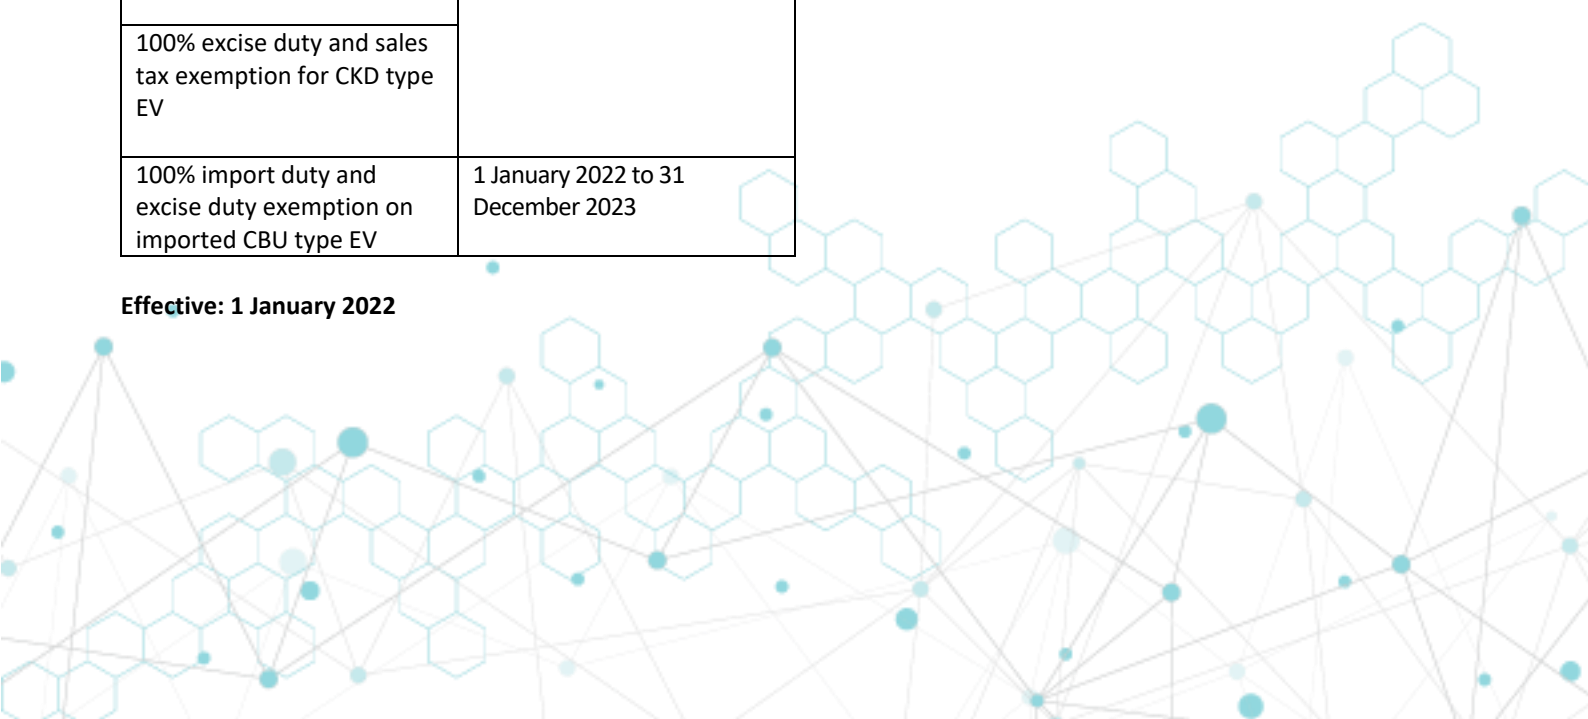 100% excise duty and sales
tax exemption for CKD type
EV
100% import duty and
excise duty exemption on
imported CBU type EV
1 January 2022 to 31
December 2023
Effective: 1 January 2022